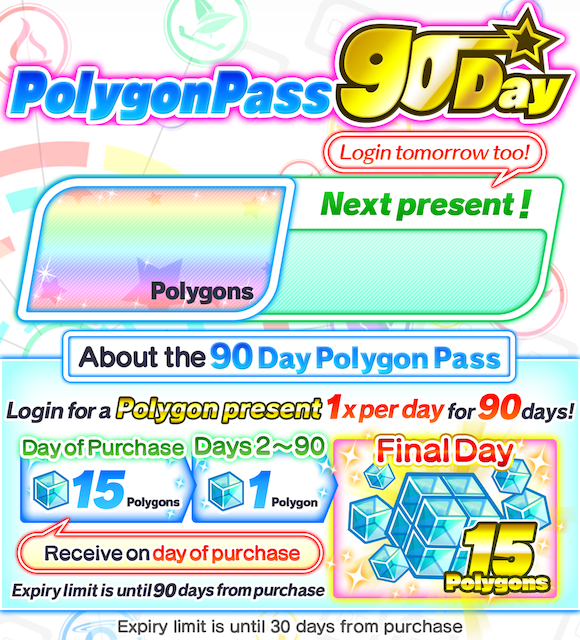 PolygonPass 90Day
Login tomorrow too!
Next present!
Polygons
About the 90 Day Polygon Pass
Login for a Polygon present 1x per day for 90 days!
Day of Purchase Days 2～90 Final Day
15 Polygons 1 Polygon
15
Polygons
Receive on day of purchase
Expiry limit is until 90 days from purchase
Expiry limit is until 30 days from purchase